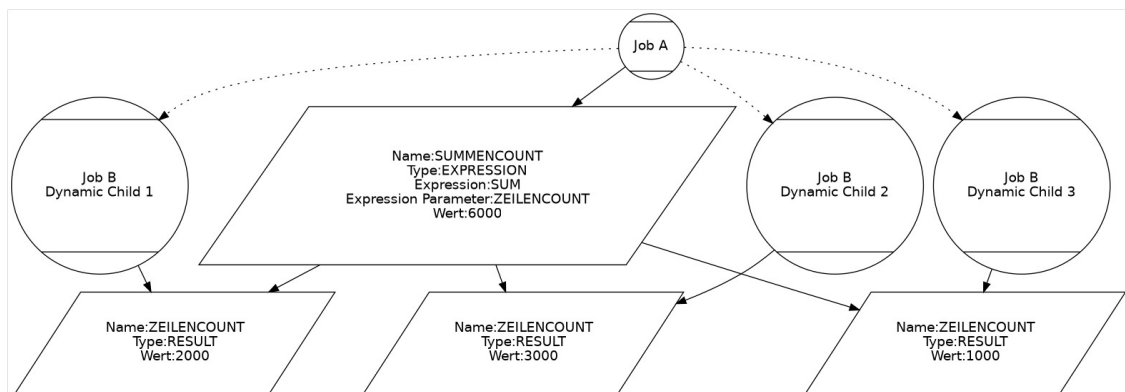 Job A
Job B
Dynamic Child 1
Name:SUMMENCOUNT
Type:EXPRESSION
Expression:SUM
Expression Parameter:ZEILENCOUNT
Wert:6000
Job B
Dynamic Child 2
Job B
Dynamic Child 3
Name:ZEILENCOUNT
Type:RESULT
Wert:2000
Name:ZEILENCOUNT
Type:RESULT
Wert:3000
Name:ZEILENCOUNT
Type:RESULT
Wert:1000